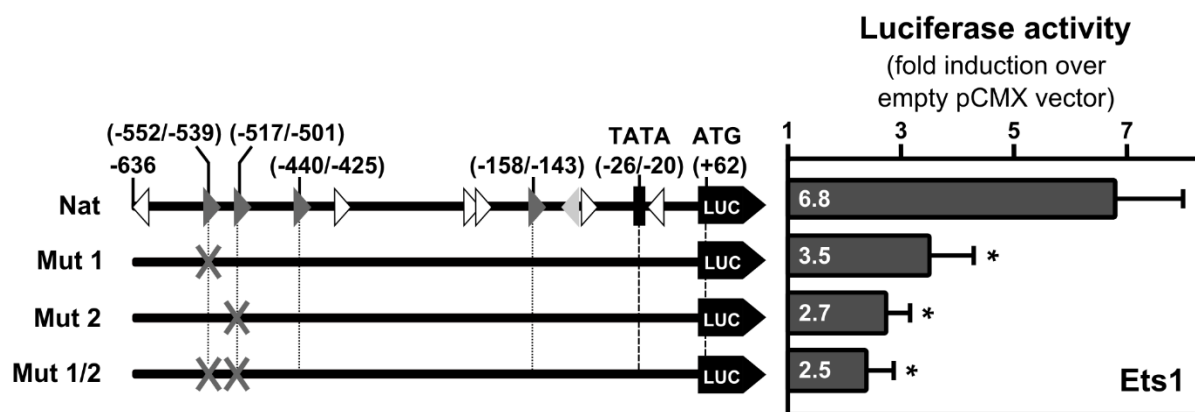 Luciferase activity
(fold induction over
empty pCMX vector)
1 3 5 7
(-552/-539) (-517/-501) TATA ATG
-636 (-440/-425) (-158/-143) (-26/-20) (+62)
Nat LUC 6.8
Mut 1 LUC 3.5 *
Mut 2 LUC 2.7 *
Mut 1/2 LUC 2.5 * Ets1